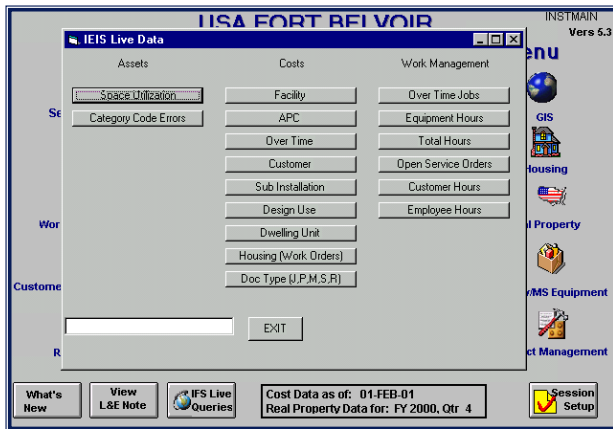 USA FORT BELVOIR
INSTMAIN
Vers 5.3
IEIS Live Data
enu
Assets
Costs
Work Management
Space Utilization
Facility
Over Time Jobs
Category Code Errors
APC
Equipment Hours
Over Time
Total Hours
Customer
Open Service Orders
Sub Installation
Customer Hours
Design Use
Employee Hours
Dwelling Unit
Housing (Work Orders)
Doc Type (J,P,M,S,R)
EXIT
Se
GIS
ousing
Wor
l Property
Custome
/MS Equipment
R
ct Management
What's
New
View
L&E Note
IFS Live
Queries
Cost Data as of: 01-FEB-01
Real Property Data for: FY 2000, Qtr 4
Session
Setup